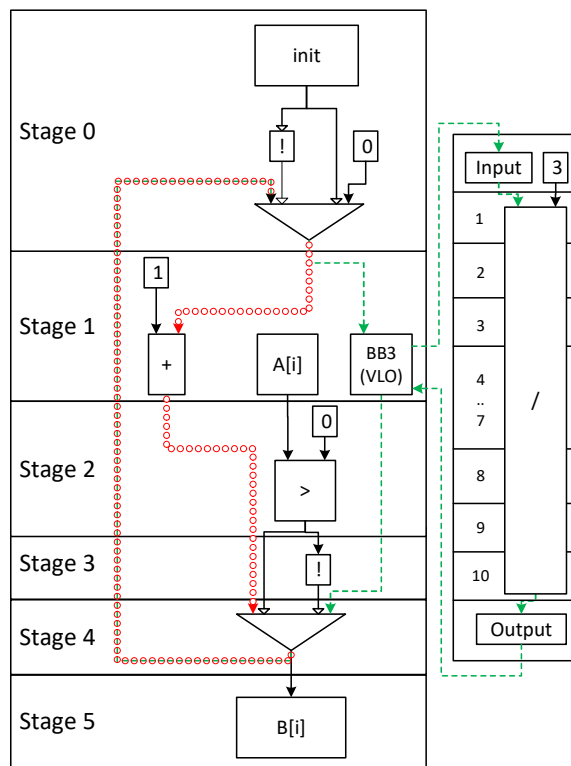 init
Stage 0
!
0
Input
3
1
1
2
Stage 1
3
+
A[i]
BB3
(VLO)
4
..
7
/
0
Stage 2
>
8
9
Stage 3
!
10
Stage 4
Output
Stage 5
B[i]